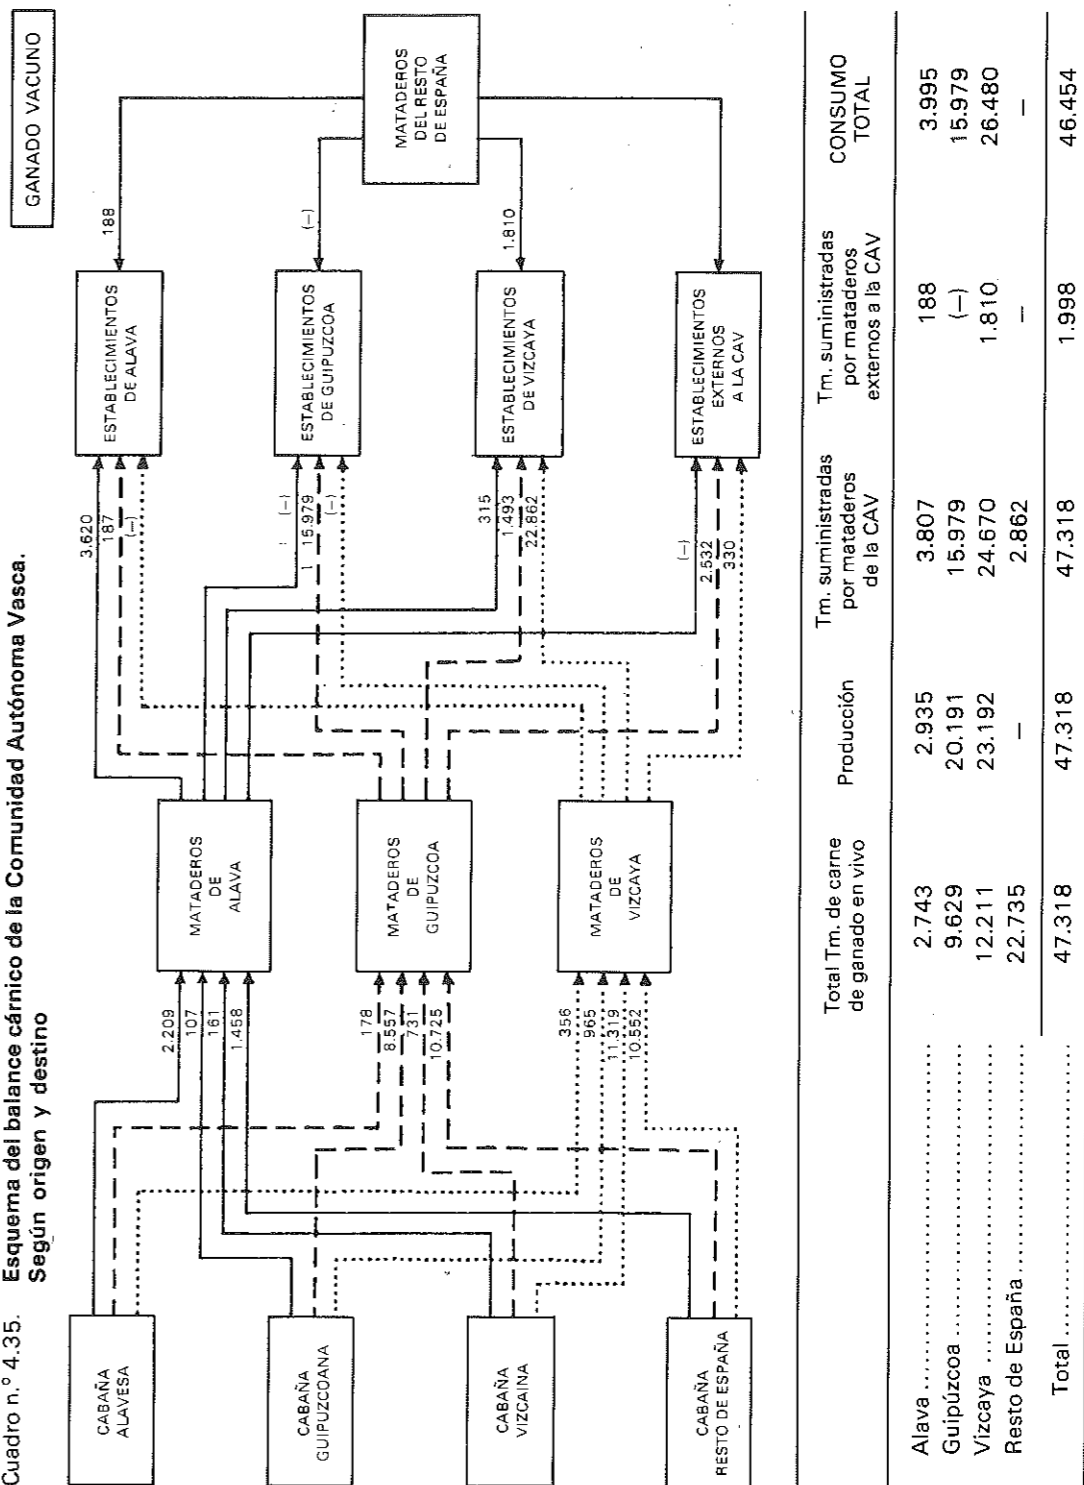 Cuadro n.º 4.35. Esquema del balance cárnico de la Comunidad Autónoma Vasca.
Según origen y destino
GANADO VACUNO
CABAÑA
ALAVESA
CABAÑA
GUIPUZCOANA
CABAÑA
VIZCAINA
CABAÑA
RESTO DE ESPAÑA
2.209
107
161
1.458
178
8.557
731
10.725
356
965
11.319
10.552
MATADEROS
DE
ALAVA
MATADEROS
DE
GUIPUZCOA
MATADEROS
DE
VIZCAYA
3.620
187
(—)
(—)
15.979
(—)
315
1.493
22.862
(—)
2.532
330
ESTABLECIMIENTOS
DE ALAVA
ESTABLECIMIENTOS
DE GUIPUZCOA
ESTABLECIMIENTOS
DE VIZCAYA
ESTABLECIMIENTOS
EXTERNOS
A LA CAV
188
(—)
1.810
MATADEROS
DEL RESTO
DE ESPAÑA
Total Tm. de carne
de ganado en vivo
Producción
Tm. suministradas
por mataderos
de la CAV
Tm. suministradas
por mataderos
externos a la CAV
CONSUMO
TOTAL
Alava 2.743 2.935 3.807 188 3.995
Guipúzcoa 9.629 20.191 15.979 (—) 15.979
Vizcaya 12.211 23.192 24.670 1.810 26.480
Resto de España 22.735 — 2.862 — —
Total 47.318 47.318 47.318 1.998 46.454